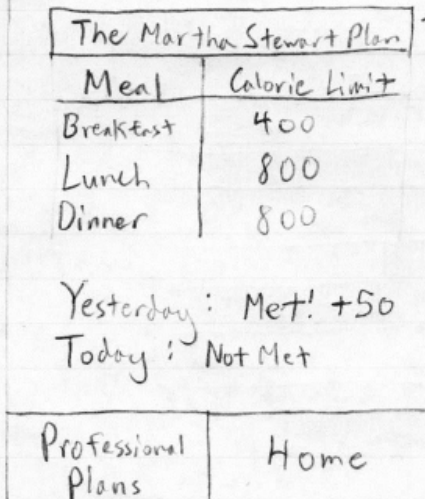 The Martha Stewart Plan
Meal Calorie Limit
Breakfast 400
Lunch 800
Dinner 800
Yesterday: Met! +50
Today: Not Met
Professional Home
Plans